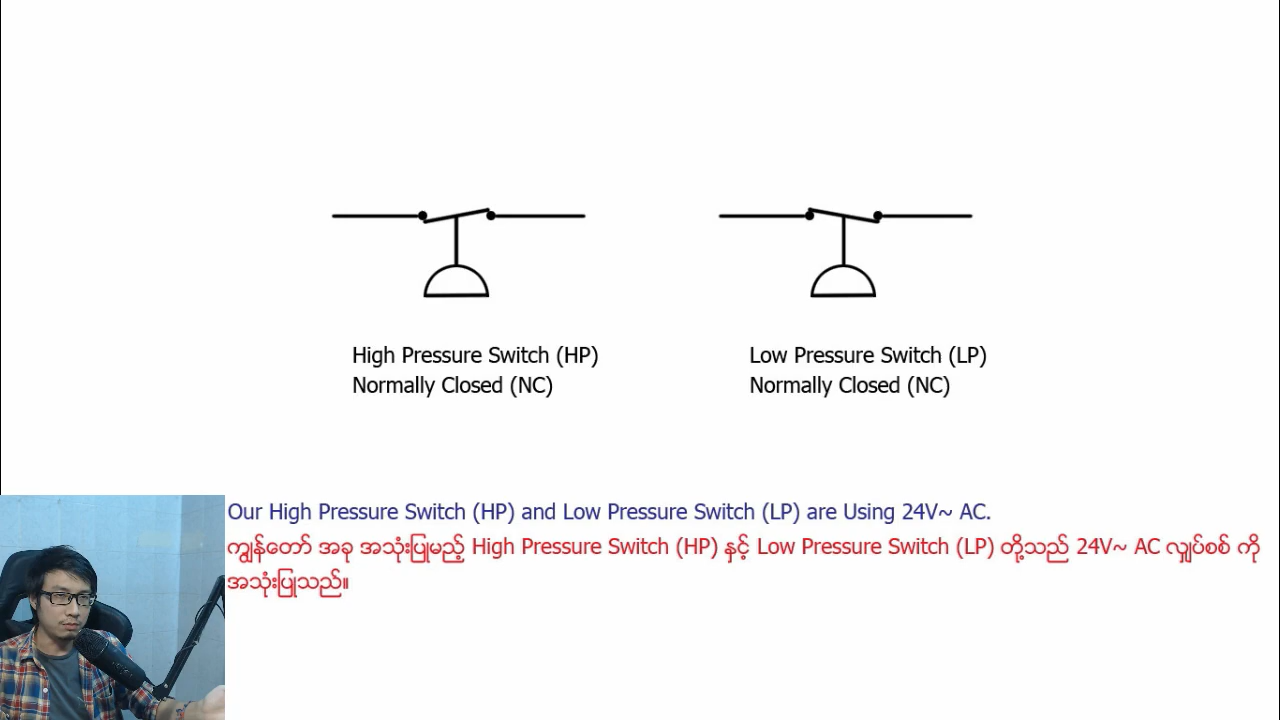 High Pressure Switch (HP)
Normally Closed (NC)
Low Pressure Switch (LP)
Normally Closed (NC)
Our High Pressure Switch (HP) and Low Pressure Switch (LP) are Using 24V~ AC.
ကျွန်တော် အခု အသုံးပြုမည့် High Pressure Switch (HP) နှင့် Low Pressure Switch (LP) တို့သည် 24V~ AC လျှပ်စစ် ကို
အသုံးပြုသည်။